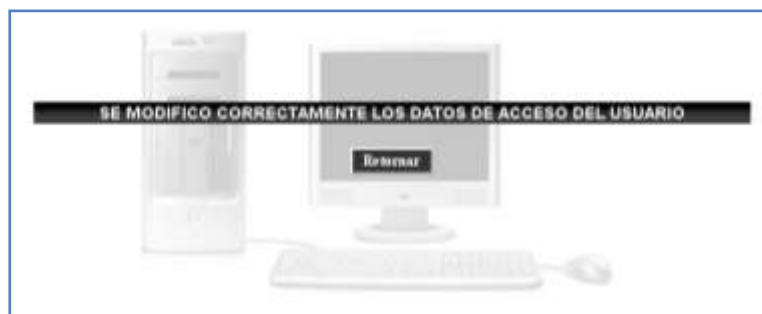 SE MODIFICO CORRECTAMENTE LOS DATOS DE ACCESO DEL USUARIO
Retornar